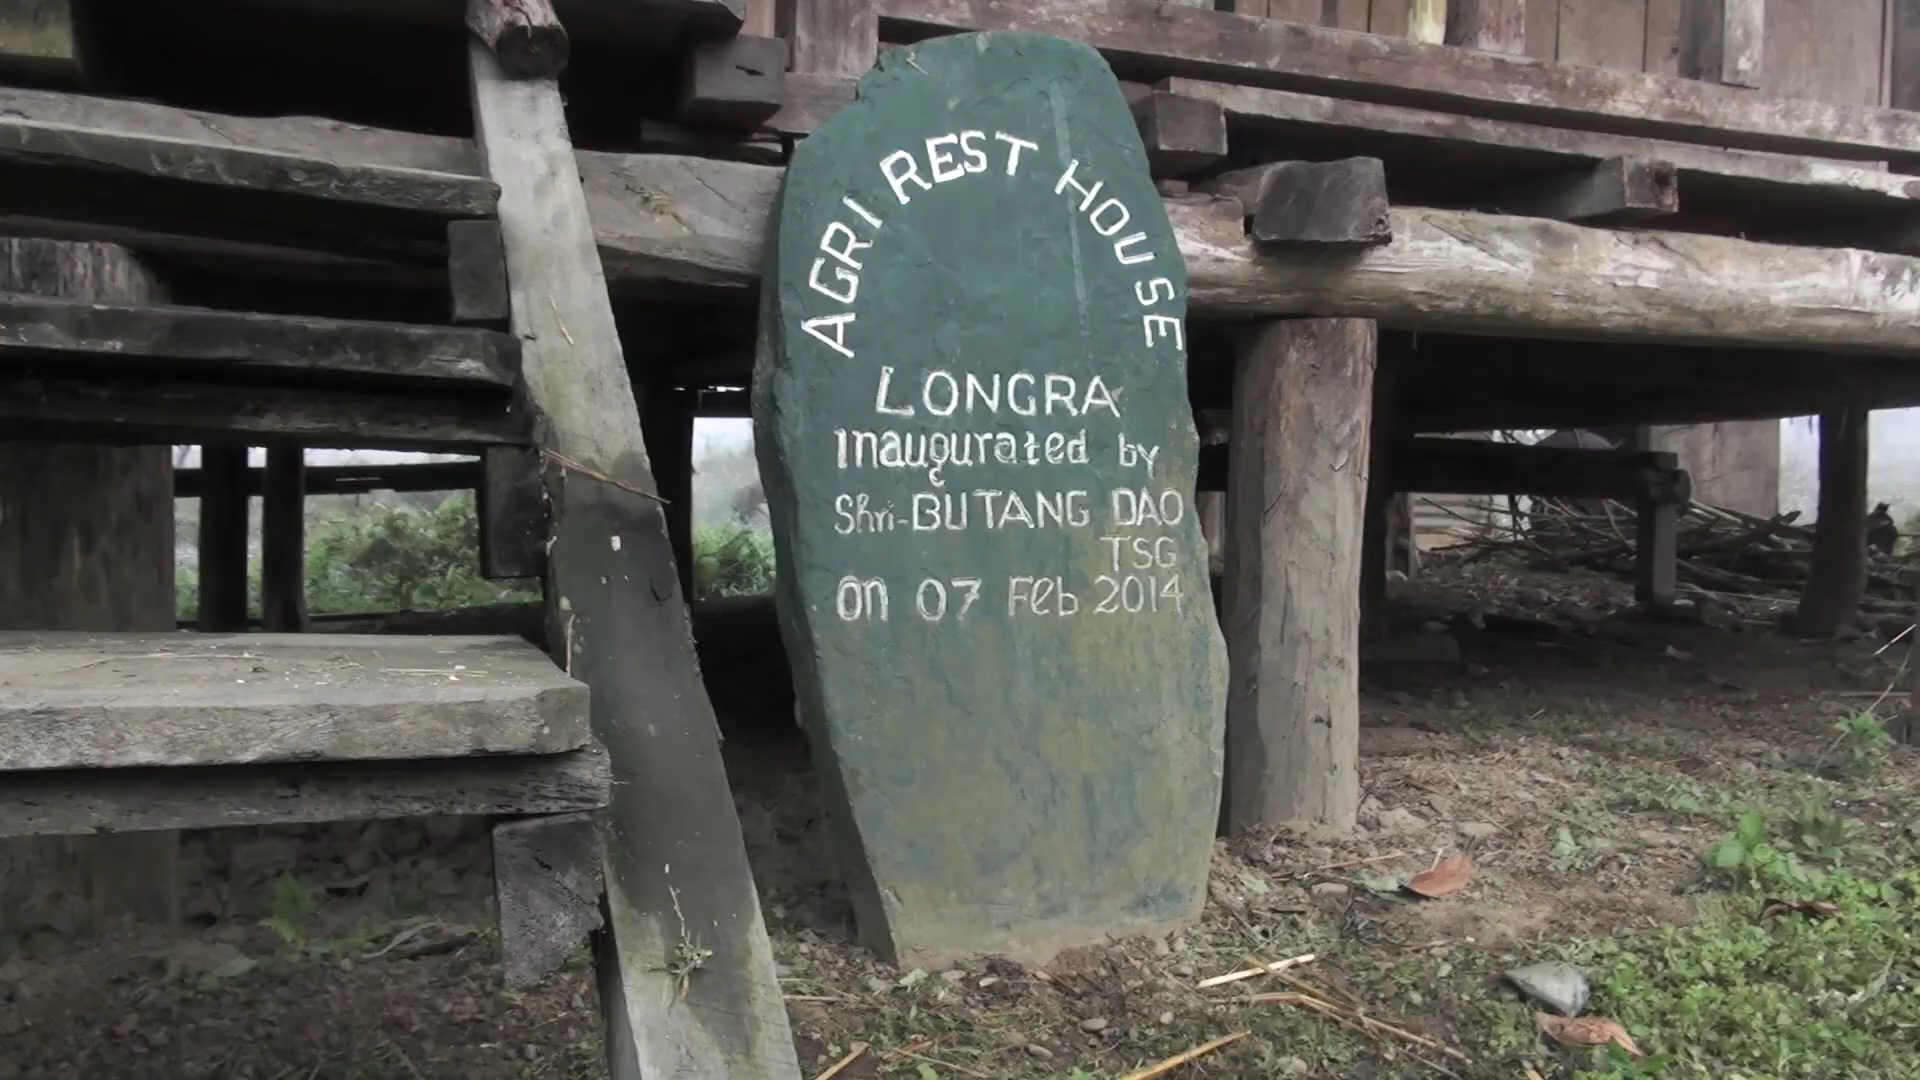 AGRI REST HOUSE
LONGRA
Inaugurated by
Shri-BUTANG DAO
TSG
on 07 Feb 2014